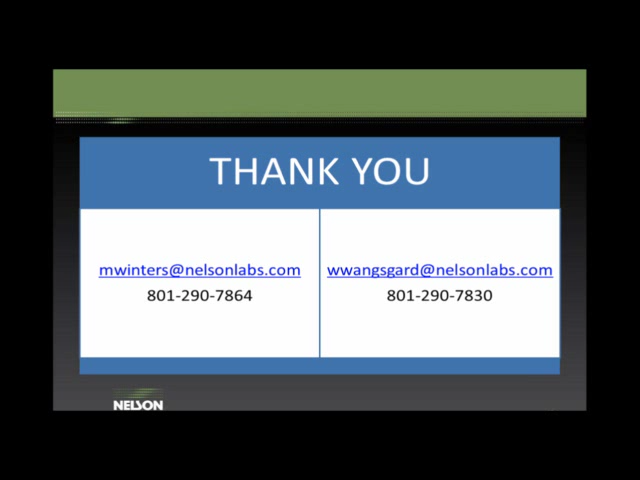 THANK YOU
mwinters@nelsonlabs.com
801-290-7864
wwangsgard@nelsonlabs.com
801-290-7830
NELSON